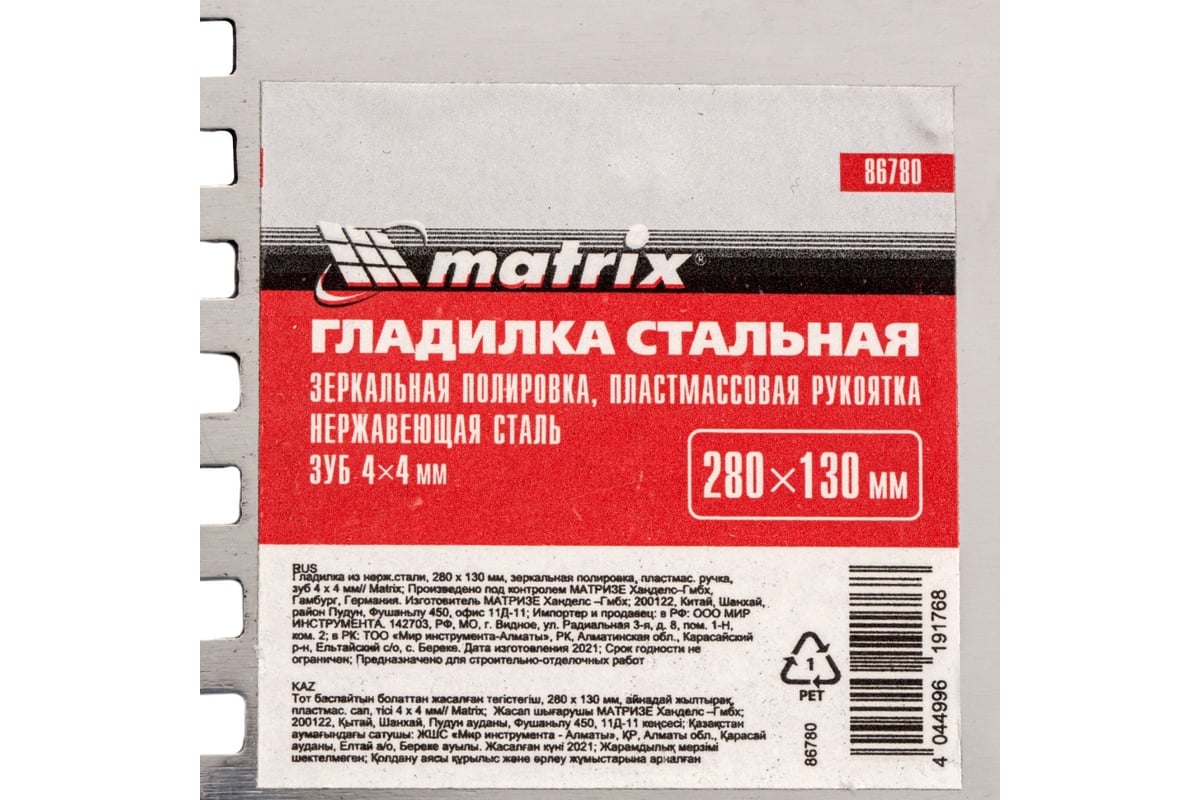 86780
matrix®
ГЛАДИЛКА СТАЛЬНАЯ
ЗЕРКАЛЬНАЯ ПОЛИРОВКА, ПЛАСТМАССОВАЯ РУКОЯТКА
НЕРЖАВЕЮЩАЯ СТАЛЬ
ЗУБ 4×4 мм
280×130 мм
RUS
Гладилка из нерж.стали, 280 x 130 мм, зеркальная полировка, пластмас. ручка,
зуб 4 x 4 мм// Matrix; Произведено под контролем МАТРИЗЕ Ханделс–Гмбх,
Гамбург, Германия. Изготовитель МАТРИЗЕ Ханделс –Гмбх; 200122, Китай, Шанхай,
район Пудун, Фушаньлу 450, офис 11Д-11; Импортер и продавец: в РФ: ООО МИР
ИНСТРУМЕНТА. 142703, РФ, МО, г. Видное, ул. Радиальная 3-я, д. 8, пом. 1-Н,
ком. 2; в РК: ТОО «Мир инструмента-Алматы», РК, Алматинская обл., Карасайский
р-н, Ельтайский с/о, с. Береке. Дата изготовления 2021; Срок годности не
ограничен; Предназначено для строительно-отделочных работ
KAZ
Тот баспайтын болаттан жасалған тегістегіш, 280 x 130 мм, айнадай жылтырақ,
пластмас. сап, тісі 4 x 4 мм// Matrix; Жасап шығарушы МАТРИЗЕ Ханделс –Гмбх;
200122, Қытай, Шанхай, Пудун ауданы, Фушаньлу 450, 11Д-11 кеңсесі; Қазақстан
аумағындағы сатушы: ЖШС «Мир инструмента - Алматы», ҚР, Алматы обл., Қарасай
ауданы, Елтай а/о, Береке ауылы. Жасалған күні 2021; Жарамдылық мерзімі
шектелмеген; Қолдану аясы құрылыс және өрлеу жұмыстарына арналған
1
PET
86780
4 044996 191768